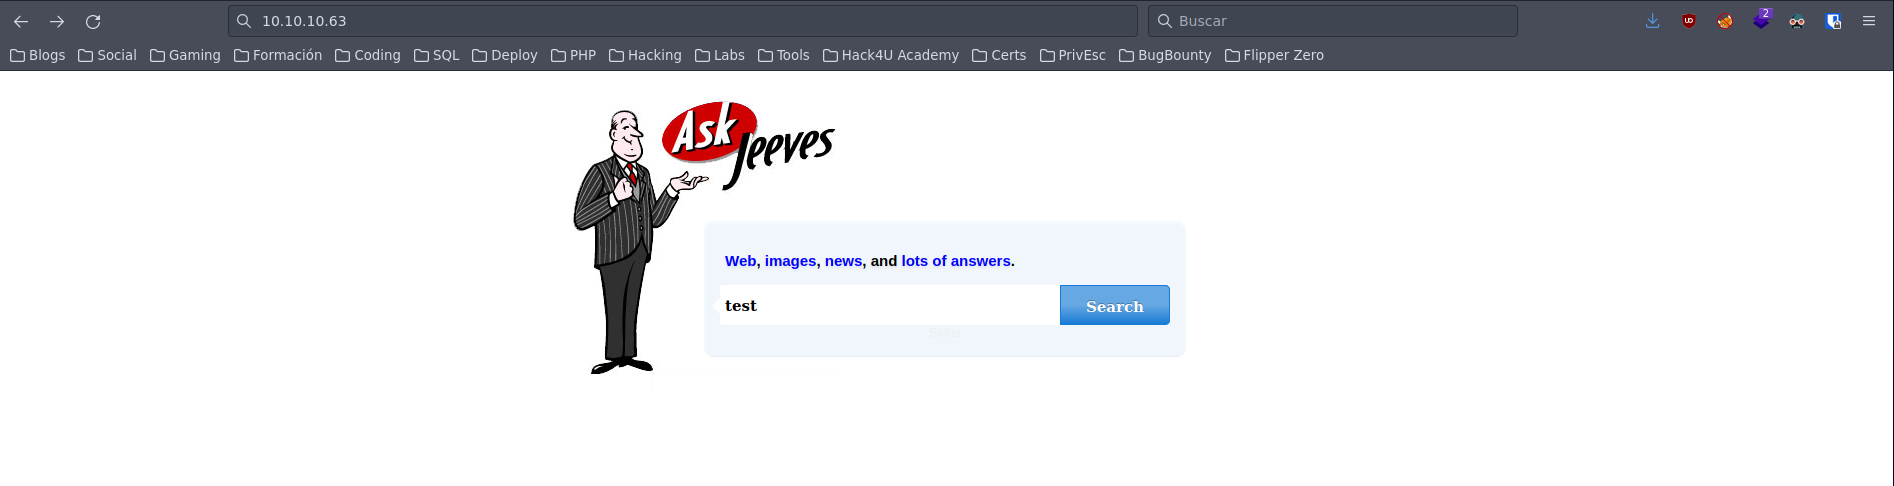 10.10.10.63
Buscar
2
Blogs Social Gaming Formación Coding SQL Deploy PHP Hacking Labs Tools Hack4U Academy Certs PrivEsc BugBounty Flipper Zero
Ask
Jeeves
Web, images, news, and lots of answers.
test
Search